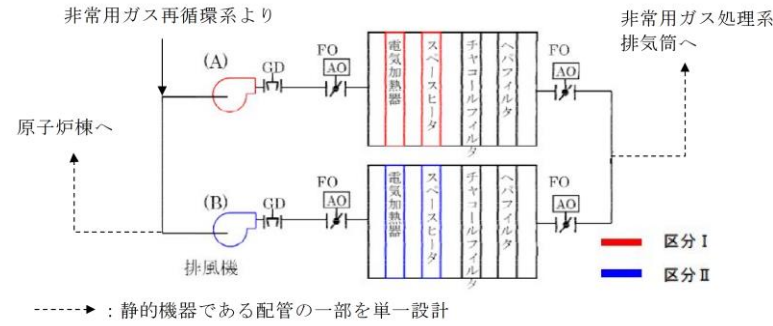 非常用ガス再循環系より
非常用ガス処理系
排気筒へ
(A)
GD
FO
AO
電気加熱器
スペースヒータ
チャコールフィルタ
ヘパフィルタ
FO
AO
原子炉棟へ
(B)
GD
FO
AO
電気加熱器
スペースヒータ
チャコールフィルタ
ヘパフィルタ
FO
AO
排風機
区分Ⅰ
区分Ⅱ
：静的機器である配管の一部を単一設計